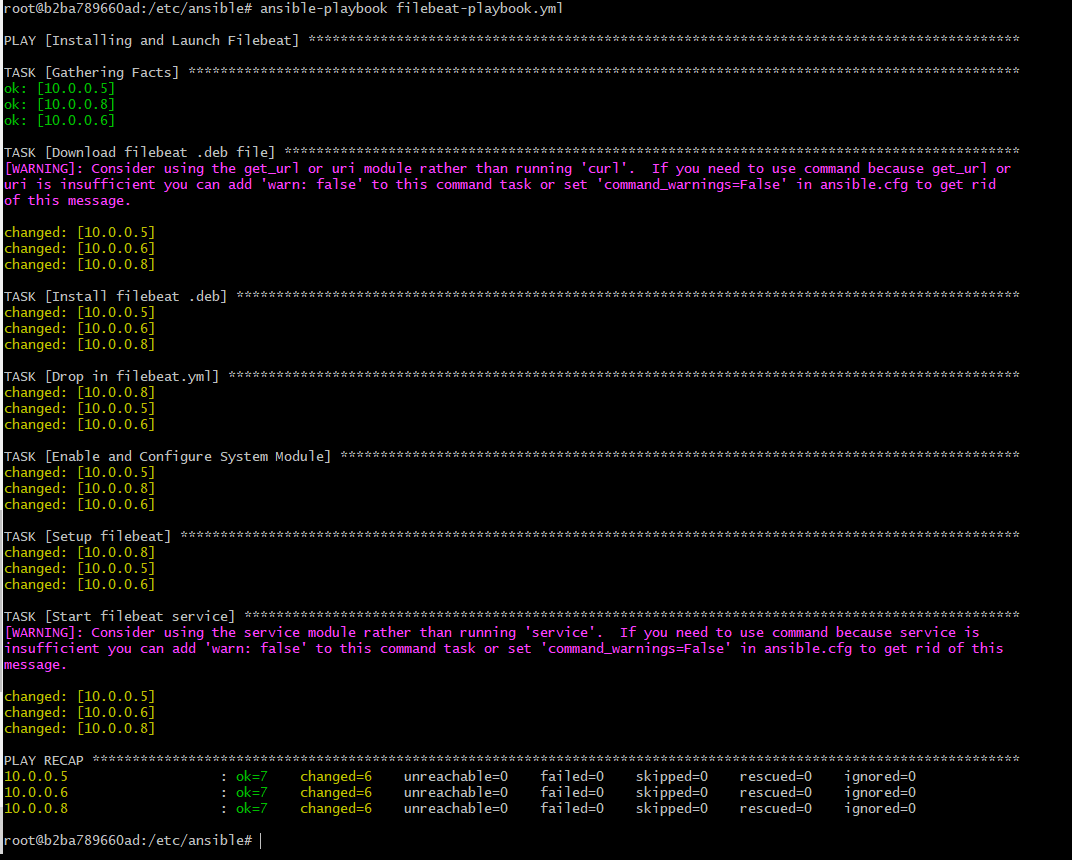 root@b2ba789660ad:/etc/ansible# ansible-playbook filebeat-playbook.yml
PLAY [Installing and Launch Filebeat] *****************************************************************************************
TASK [Gathering Facts] ********************************************************************************************************
ok: [10.0.0.5]
ok: [10.0.0.8]
ok: [10.0.0.6]
TASK [Download filebeat .deb file] ********************************************************************************************
[WARNING]: Consider using the get_url or uri module rather than running 'curl'.  If you need to use command because get_url or
uri is insufficient you can add 'warn: false' to this command task or set 'command_warnings=False' in ansible.cfg to get rid
of this message.
changed: [10.0.0.5]
changed: [10.0.0.6]
changed: [10.0.0.8]
TASK [Install filebeat .deb] **************************************************************************************************
changed: [10.0.0.5]
changed: [10.0.0.6]
changed: [10.0.0.8]
TASK [Drop in filebeat.yml] ***************************************************************************************************
changed: [10.0.0.8]
changed: [10.0.0.5]
changed: [10.0.0.6]
TASK [Enable and Configure System Module] *************************************************************************************
changed: [10.0.0.5]
changed: [10.0.0.8]
changed: [10.0.0.6]
TASK [Setup filebeat] *********************************************************************************************************
changed: [10.0.0.8]
changed: [10.0.0.5]
changed: [10.0.0.6]
TASK [Start filebeat service] *************************************************************************************************
[WARNING]: Consider using the service module rather than running 'service'.  If you need to use command because service is
insufficient you can add 'warn: false' to this command task or set 'command_warnings=False' in ansible.cfg to get rid of this
message.
changed: [10.0.0.5]
changed: [10.0.0.6]
changed: [10.0.0.8]
PLAY RECAP ********************************************************************************************************************
10.0.0.5                   : ok=7    changed=6    unreachable=0    failed=0    skipped=0    rescued=0    ignored=0
10.0.0.6                   : ok=7    changed=6    unreachable=0    failed=0    skipped=0    rescued=0    ignored=0
10.0.0.8                   : ok=7    changed=6    unreachable=0    failed=0    skipped=0    rescued=0    ignored=0
root@b2ba789660ad:/etc/ansible#